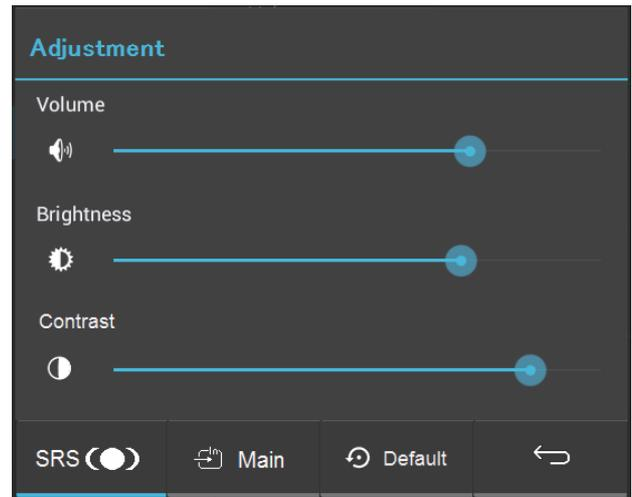 Adjustment
Volume
Brightness
Contrast
SRS Main Default